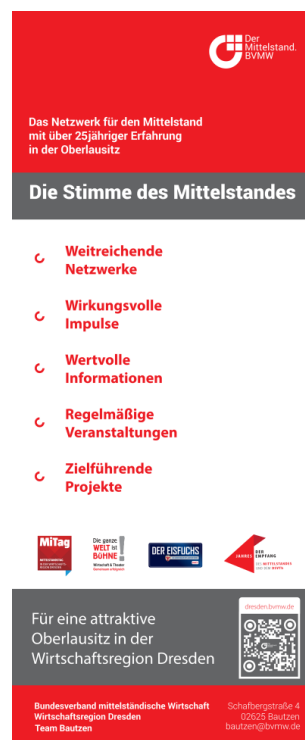 Der
Mittelstand.
BVMW
Das Netzwerk für den Mittelstand
mit über 25jähriger Erfahrung
in der Oberlausitz
Die Stimme des Mittelstandes
Weitreichende
Netzwerke
Wirkungsvolle
Impulse
Wertvolle
Informationen
Regelmäßige
Veranstaltungen
Zielführende
Projekte
MiTag
Die ganze
WELT ist
BÜHNE
Wirtschaft & Theater
DER EISFUCHS
JAHRES
DER
EMPFANG
DES MITTELSTANDES
dresden.bvmw.de
Für eine attraktive
Oberlausitz in der
Wirtschaftsregion Dresden
Bundesverband mittelständische Wirtschaft
Wirtschaftsregion Dresden
Team Bautzen
Schafbergstraße 4
02625 Bautzen
bautzen@bvmw.de